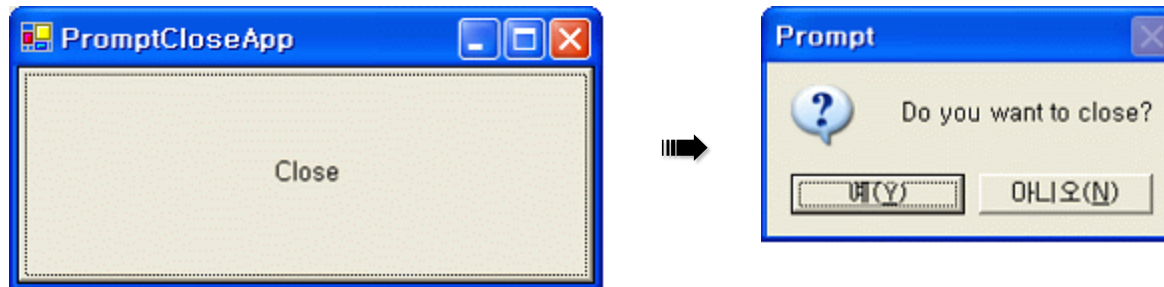 PromptCloseApp
Close
Prompt
Do you want to close?
예(Y)
아니오(N)